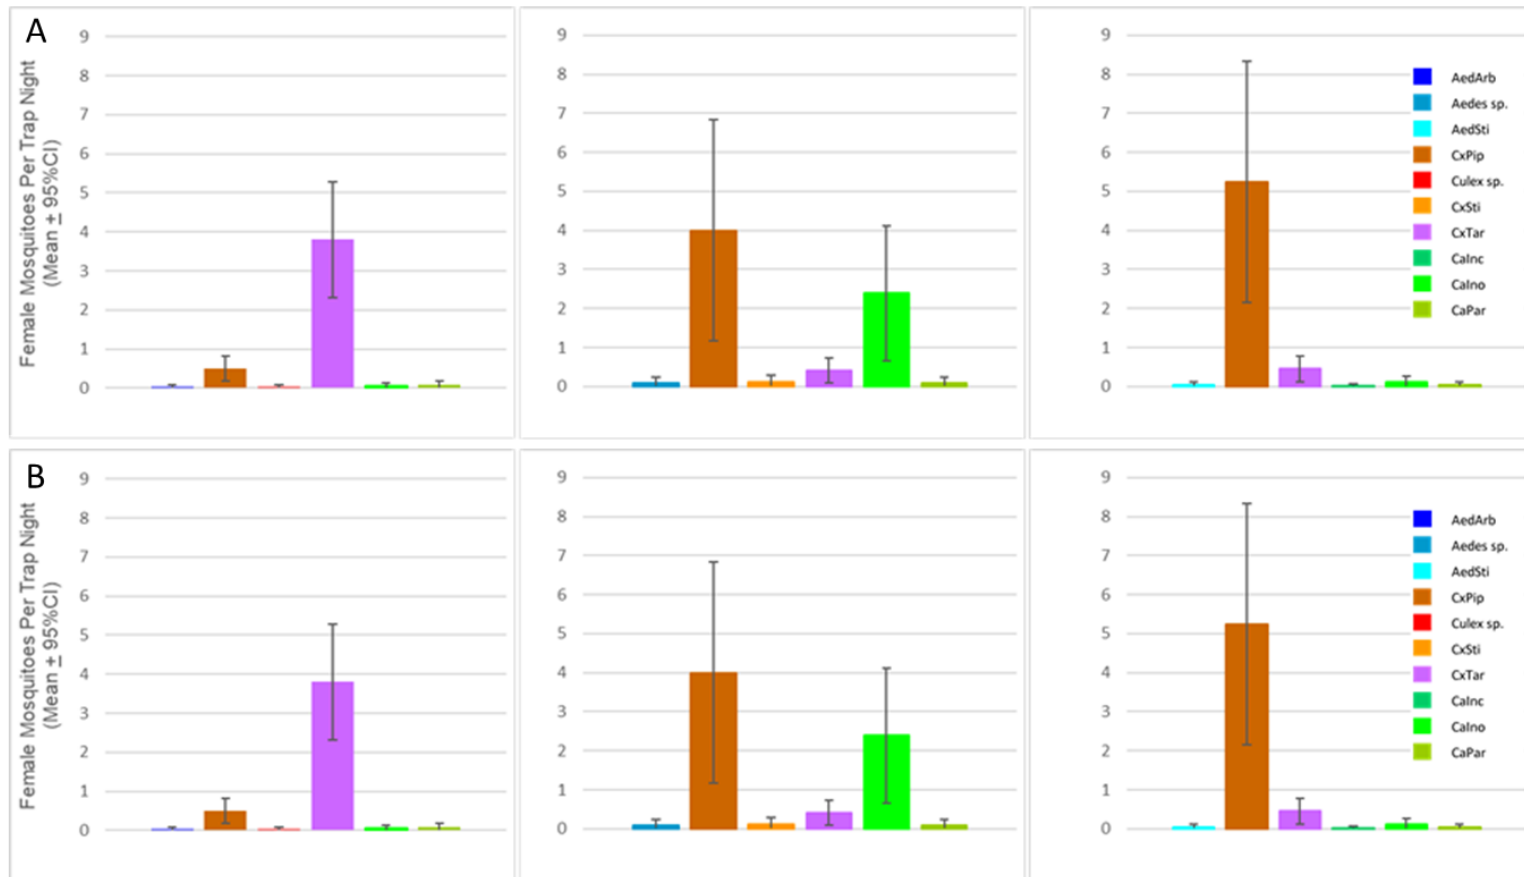 A
Female Mosquitoes Per Trap Night
(Mean ± 95%CI)
9
8
7
6
5
4
3
2
1
0
9
8
7
6
5
4
3
2
1
0
9
8
7
6
5
4
3
2
1
0
AedArb
Aedes sp.
AedSti
CxPip
Culex sp.
CxSti
CxTar
CaInc
CaIno
CaPar
B
Female Mosquitoes Per Trap Night
(Mean ± 95%CI)
9
8
7
6
5
4
3
2
1
0
9
8
7
6
5
4
3
2
1
0
9
8
7
6
5
4
3
2
1
0
AedArb
Aedes sp.
AedSti
CxPip
Culex sp.
CxSti
CxTar
CaInc
CaIno
CaPar